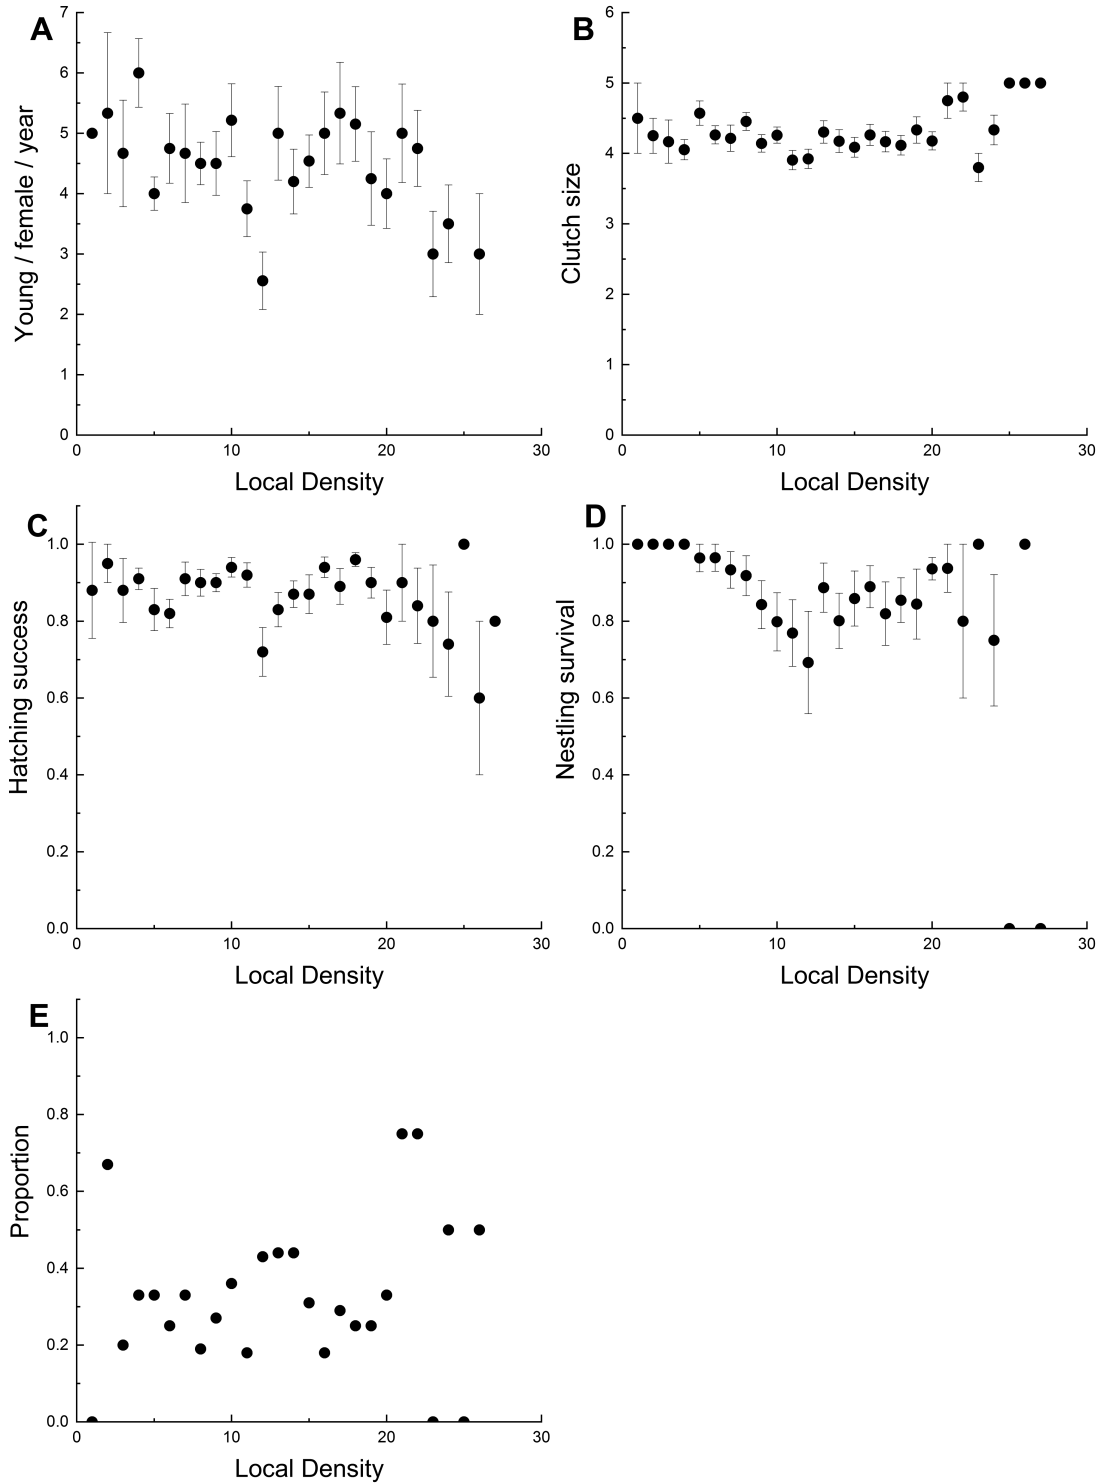 A
Young / female / year
7
6
5
4
3
2
1
0
0 10 20 30
Local Density
B
Clutch size
6
5
4
3
2
1
0
0 10 20 30
Local Density
C
Hatching success
1.0
0.8
0.6
0.4
0.2
0.0
0 10 20 30
Local Density
D
Nestling survival
1.0
0.8
0.6
0.4
0.2
0.0
0 10 20 30
Local Density
E
Proportion
1.0
0.8
0.6
0.4
0.2
0.0
0 10 20 30
Local Density